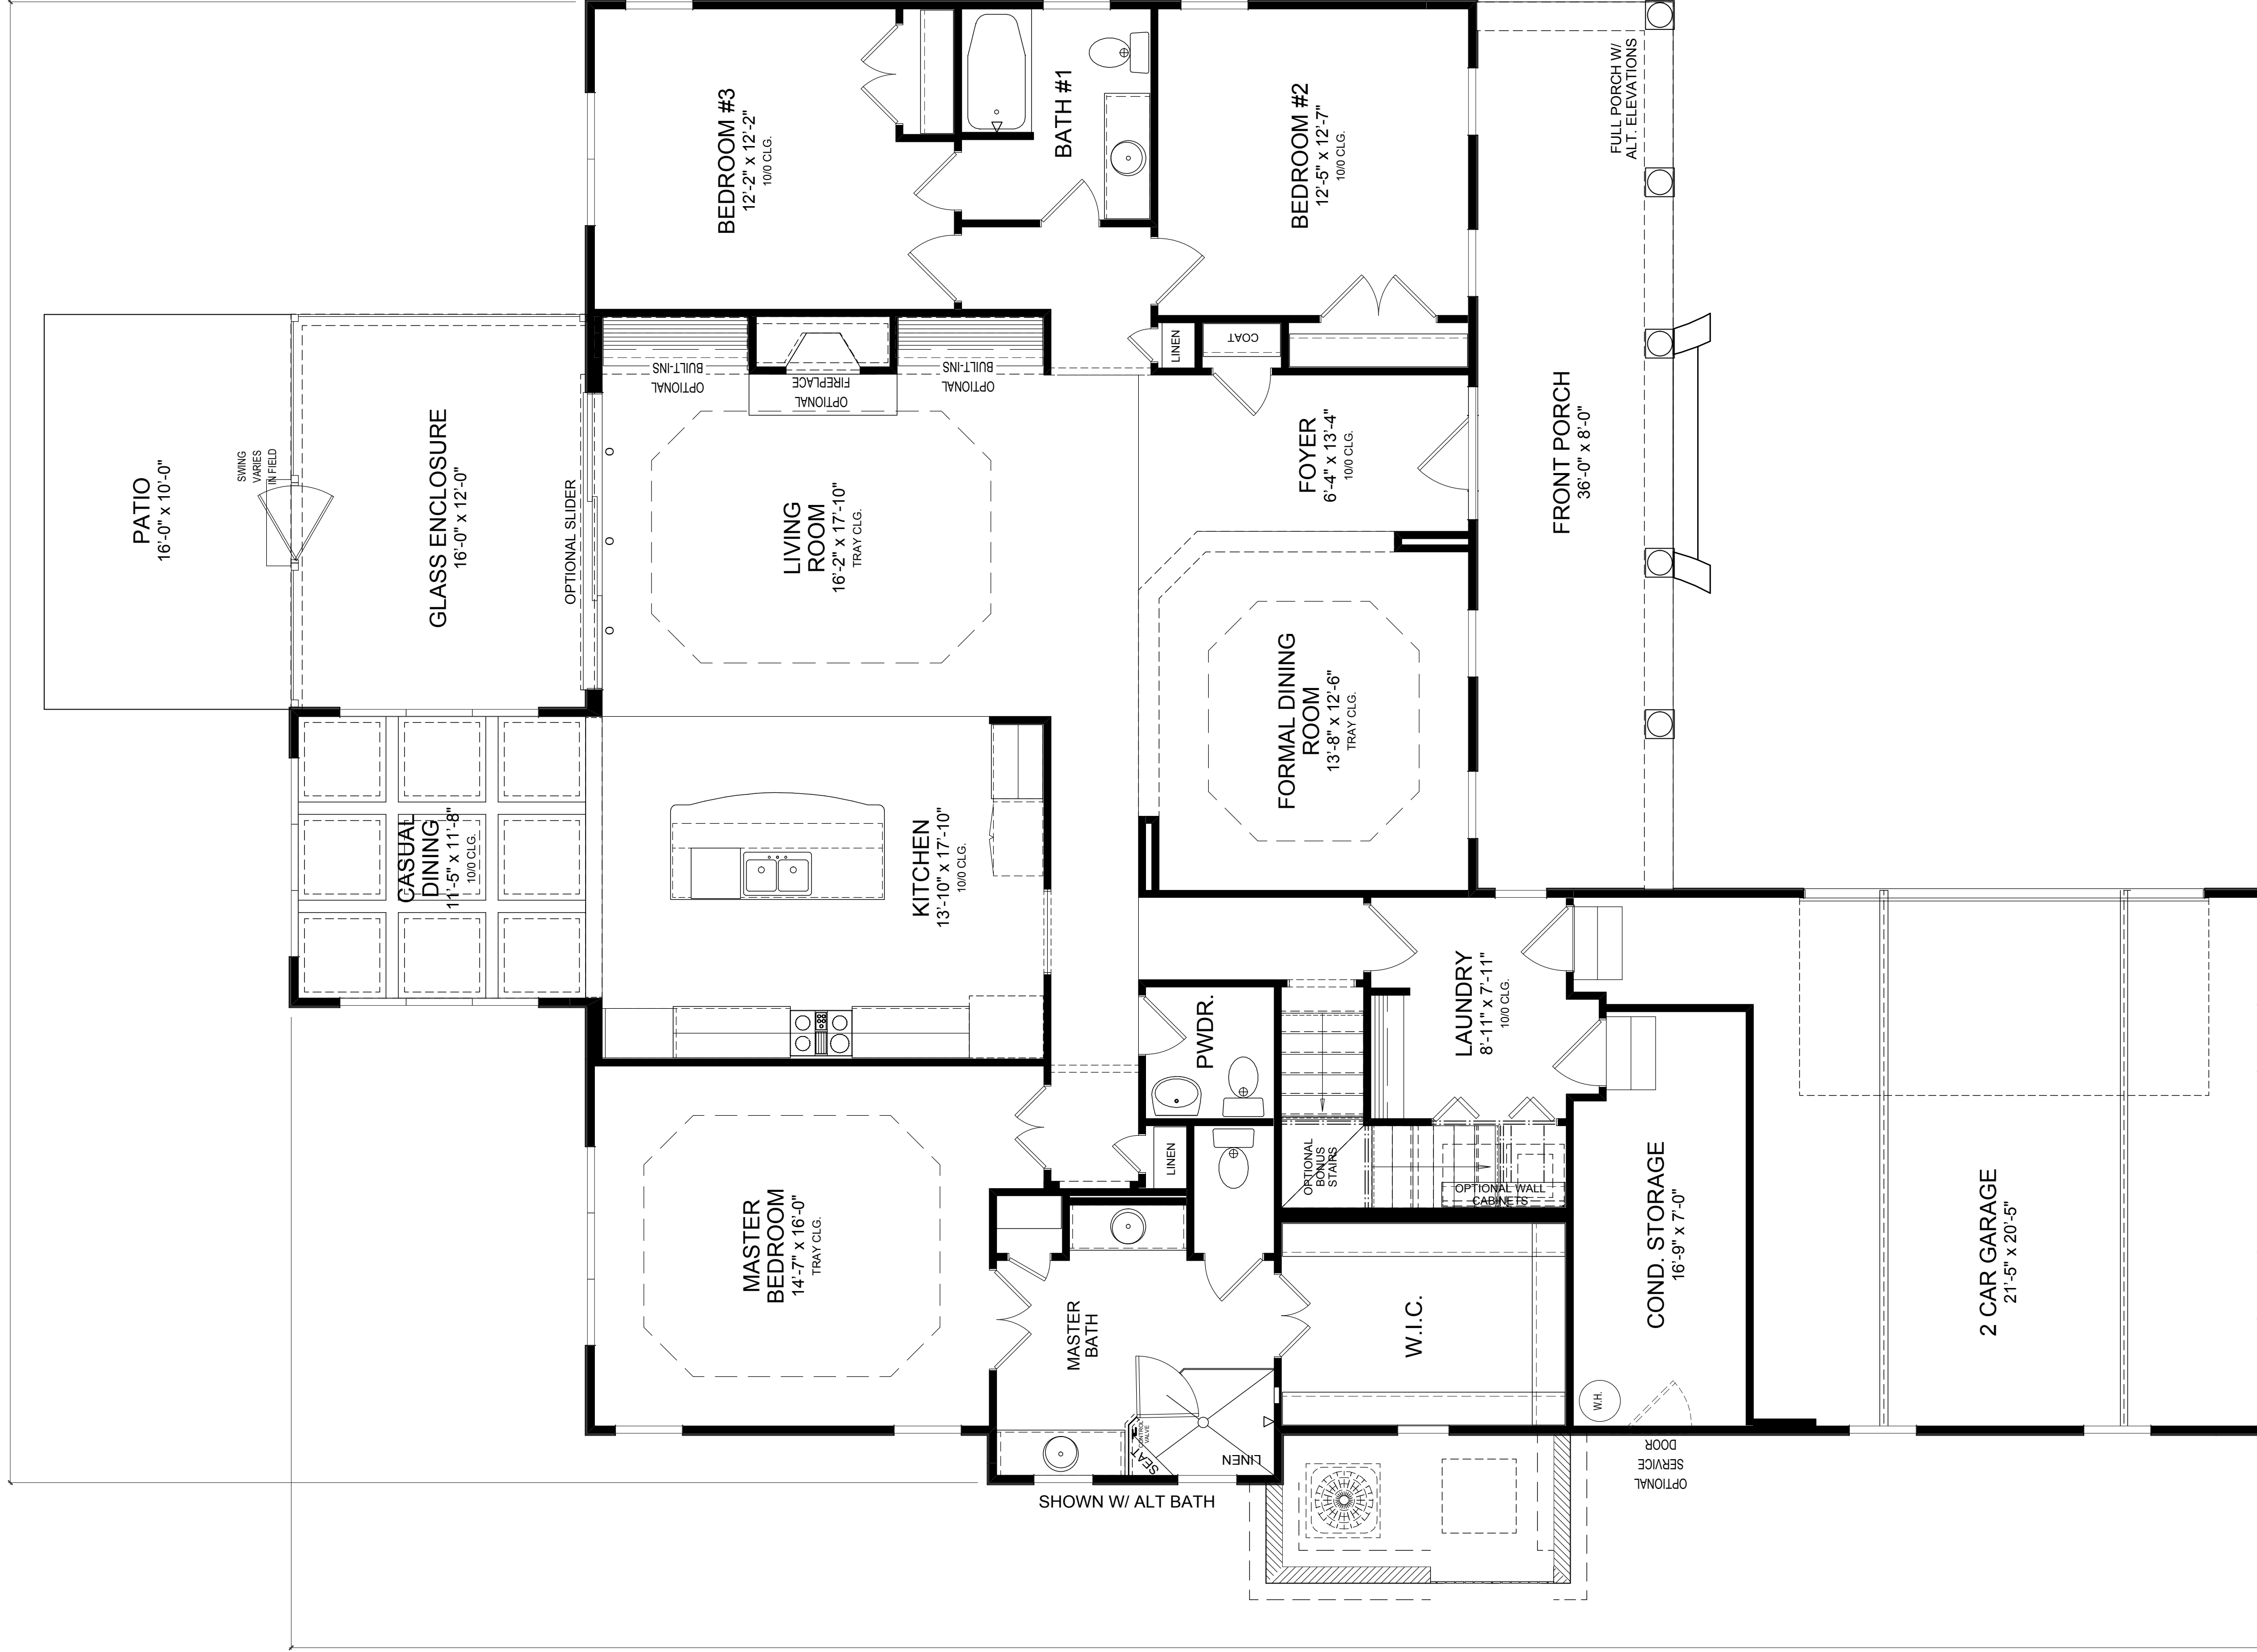 PATIO
16'-0" x 10'-0"
SWING
VARIES
IN FIELD
GLASS ENCLOSURE
16'-0" x 12'-0"
OPTIONAL SLIDER
CASUAL
DINING
11'-5" x 11'-8"
10/0 CLG.
BEDROOM #3
12'-2" x 12'-2"
10/0 CLG.
OPTIONAL
BUILT-INS
OPTIONAL
FIREPLACE
OPTIONAL
BUILT-INS
LIVING
ROOM
16'-2" x 17'-10"
TRAY CLG.
KITCHEN
13'-10" x 17'-10"
10/0 CLG.
MASTER
BEDROOM
14'-7" x 16'-0"
TRAY CLG.
BATH #1
BEDROOM #2
12'-5" x 12'-7"
10/0 CLG.
LINEN
COAT
FOYER
6'-4" x 13'-4"
10/0 CLG.
FORMAL DINING
ROOM
13'-8" x 12'-6"
TRAY CLG.
PWDR.
LINEN
OPTIONAL
BONUS
STAIRS
LAUNDRY
8'-11" x 7'-11"
10/0 CLG.
OPTIONAL WALL
CABINETS
MASTER
BATH
CONTROL
VALVE
SEAT
LINEN
SHOWN W/ ALT BATH
W.I.C.
FULL PORCH W/
ALT. ELEVATIONS
FRONT PORCH
36'-0" x 8'-0"
COND. STORAGE
16'-9" x 7'-0"
W.H.
OPTIONAL
SERVICE
DOOR
2 CAR GARAGE
21'-5" x 20'-5"